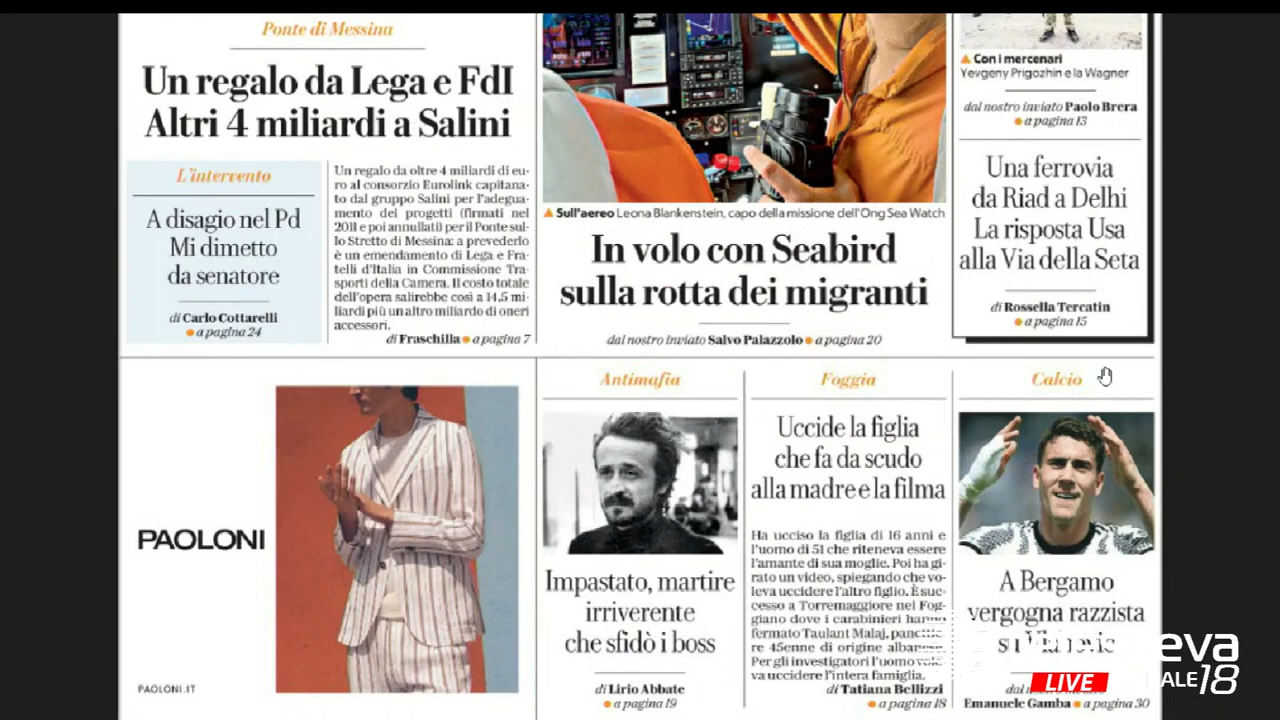 Ponte di Messina
Un regalo da Lega e FdI
Altri 4 miliardi a Salini
L'intervento
A disagio nel Pd
Mi dimetto
da senatore
di Carlo Cottarelli
a pagina 24
Un regalo da oltre 4 miliardi di eu-
ro al consorzio Eurolink capitana-
to dal gruppo Salini per l'adegua-
mento dei progetti (firmati nel
2011 e poi annullati) per il Ponte sul-
lo Stretto di Messina: a prevederlo
è un emendamento di Lega e Fra-
telli d'Italia in Commissione Tra-
sporti della Camera. Il costo totale
dell'opera salirebbe così a 14,5 mi-
liardi più un altro miliardo di oneri
accessori.
di Fraschilla a pagina 7
Sull'aereo Leona Blankenstein, capo della missione dell'Ong Sea Watch
In volo con Seabird
sulla rotta dei migranti
dal nostro inviato Salvo Palazzolo a pagina 20
Con i mercenari
Yevgeny Prigozhin e la Wagner
dal nostro inviato Paolo Brera
a pagina 13
Una ferrovia
da Riad a Delhi
La risposta Usa
alla Via della Seta
di Rossella Tercatin
a pagina 15
PAOLONI
PAOLONI.IT
Antimafia
Impastato, martire
irriverente
che sfidò i boss
di Lirio Abbate
a pagina 19
Foggia
Uccide la figlia
che fa da scudo
alla madre e la filma
Ha ucciso la figlia di 16 anni e
l'uomo di 51 che riteneva essere
l'amante di sua moglie. Poi ha gi-
rato un video, spiegando che vo-
leva uccidere l'altro figlio. È suc-
cesso a Torremaggiore nel Fog-
giano dove i carabinieri hanno
fermato Taulant Malaj, panettie-
re 45enne di origine albanese.
Per gli investigatori l'uomo vole-
va uccidere l'intera famiglia.
di Tatiana Bellizzi
a pagina 18
Calcio
A Bergamo
vergogna razzista
su
dal
Emanuele Gamba a pagina 30
LIVE
18